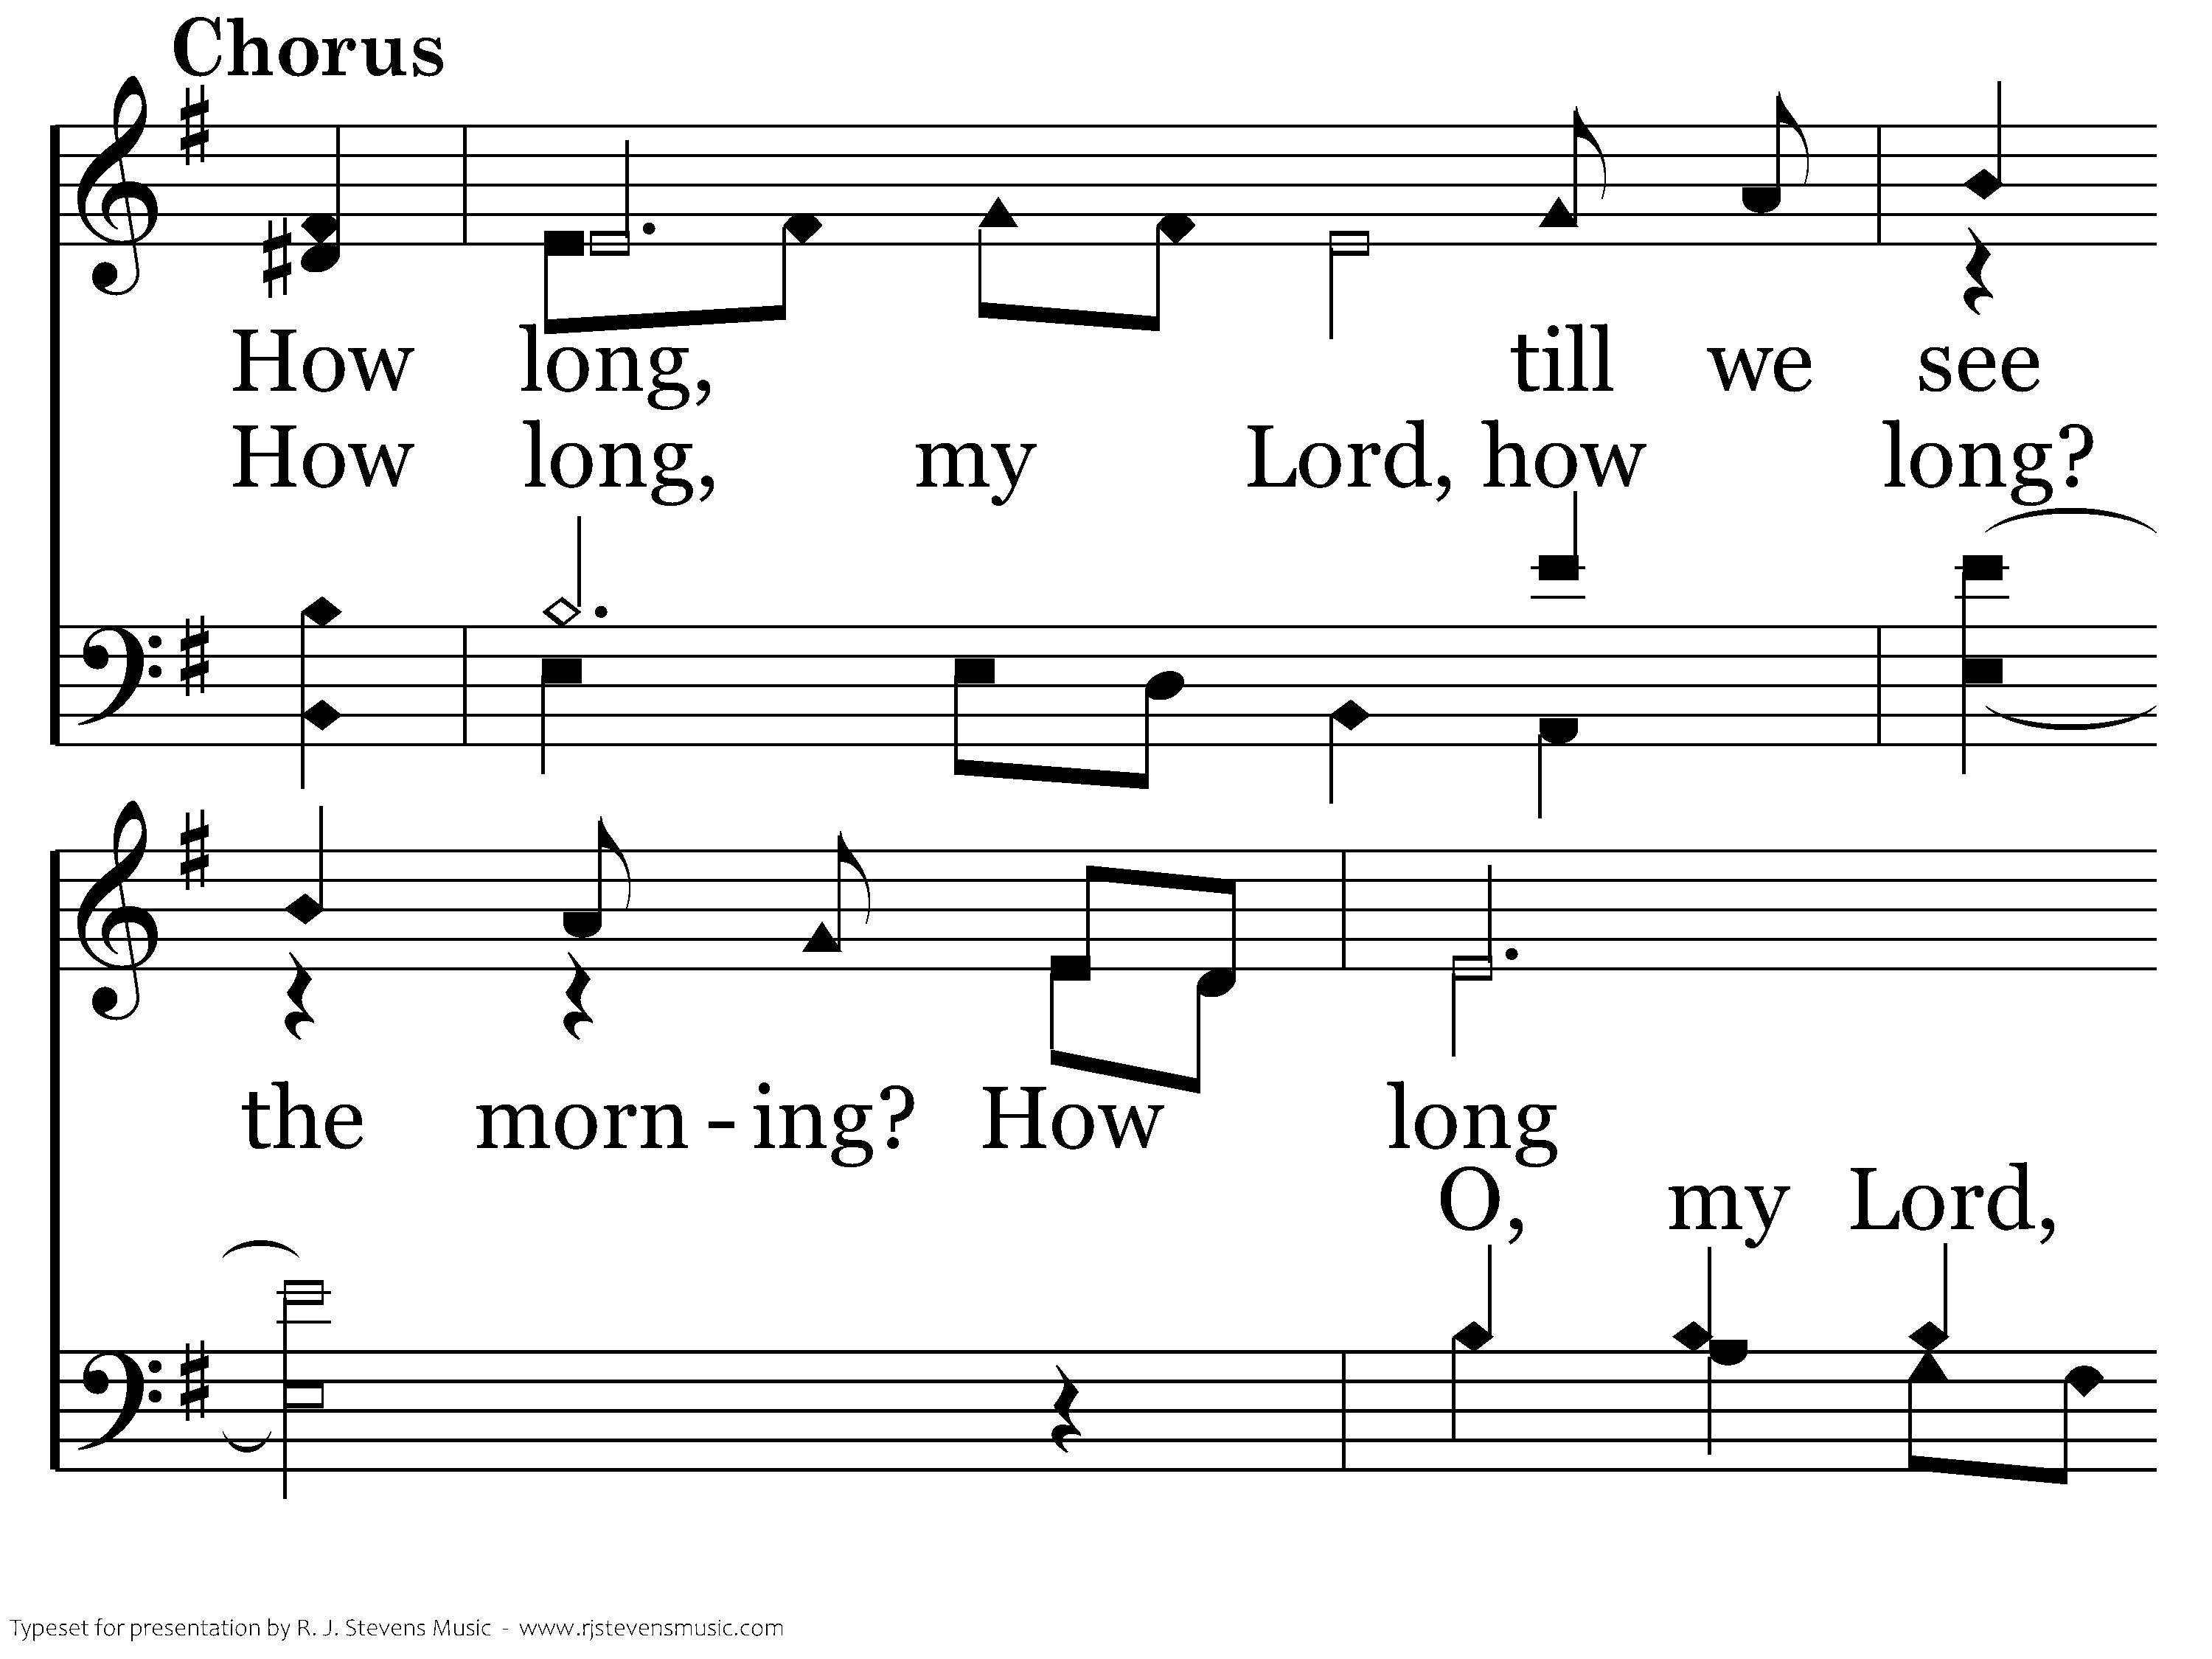 Chorus
How long, till we see
How long, my Lord, how long?
the morn - ing? How long
O, my Lord,
Typeset for presentation by R. J. Stevens Music - www.rjstevensmusic.com